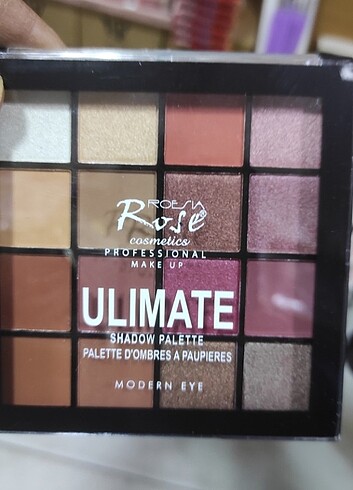 ROESIA
Rose®
cosmetics
PROFESSIONAL
MAKE UP
ULIMATE
SHADOW PALETTE
PALETTE D'OMBRES A PAUPIERES
MODERN EYE